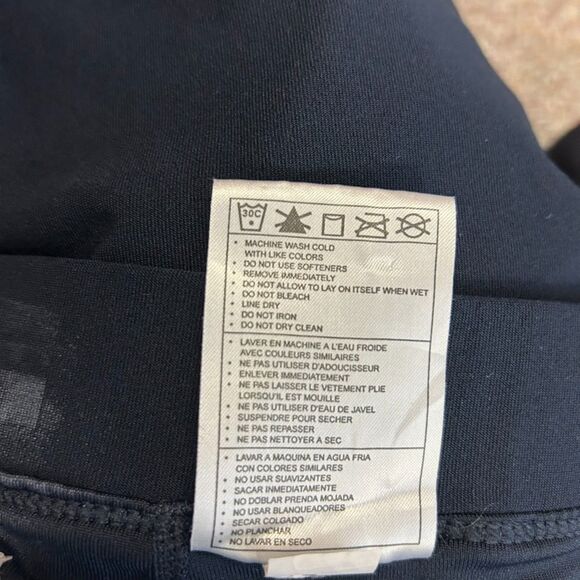 30C
• MACHINE WASH COLD
WITH LIKE COLORS
• DO NOT USE SOFTENERS
• REMOVE IMMEDIATELY
• DO NOT ALLOW TO LAY ON ITSELF WHEN WET
• DO NOT BLEACH
• LINE DRY
• DO NOT IRON
• DO NOT DRY CLEAN
• LAVER EN MACHINE A L'EAU FROIDE
AVEC COULEURS SIMILAIRES
• NE PAS UTILISER D'ADOUCISSEUR
• ENLEVER IMMEDIATEMENT
• NE PAS LAISSER LE VETEMENT PLIE
LORSQU'IL EST MOUILLE
• NE PAS UTILISER D'EAU DE JAVEL
• SUSPENDRE POUR SECHER
• NE PAS REPASSER
• NE PAS NETTOYER A SEC
• LAVAR A MAQUINA EN AGUA FRIA
CON COLORES SIMILARES
• NO USAR SUAVIZANTES
• SACAR INMEDIATAMENTE
• NO DOBLAR PRENDA MOJADA
• NO USAR BLANQUEADORES
• SECAR COLGADO
• NO PLANCHAR
• NO LAVAR EN SECO